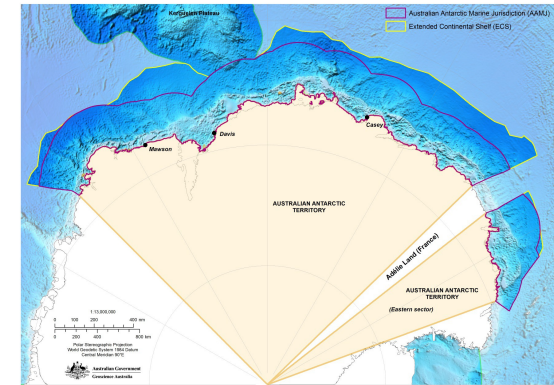 Kerguelen Plateau
Australian Antarctic Marine Jurisdiction (AAMJ)
Extended Continental Shelf (ECS)
Mawson
Davis
Casey
AUSTRALIAN ANTARCTIC
TERRITORY
Adélie Land (France)
AUSTRALIAN ANTARCTIC
TERRITORY
(Eastern sector)
1:13,000,000
0 100 200 400 nm
0 200 400 800 km
Polar Stereographic Projection
World Geodetic System 1984 Datum
Central Meridian 90°E
Australian Government
Geoscience Australia